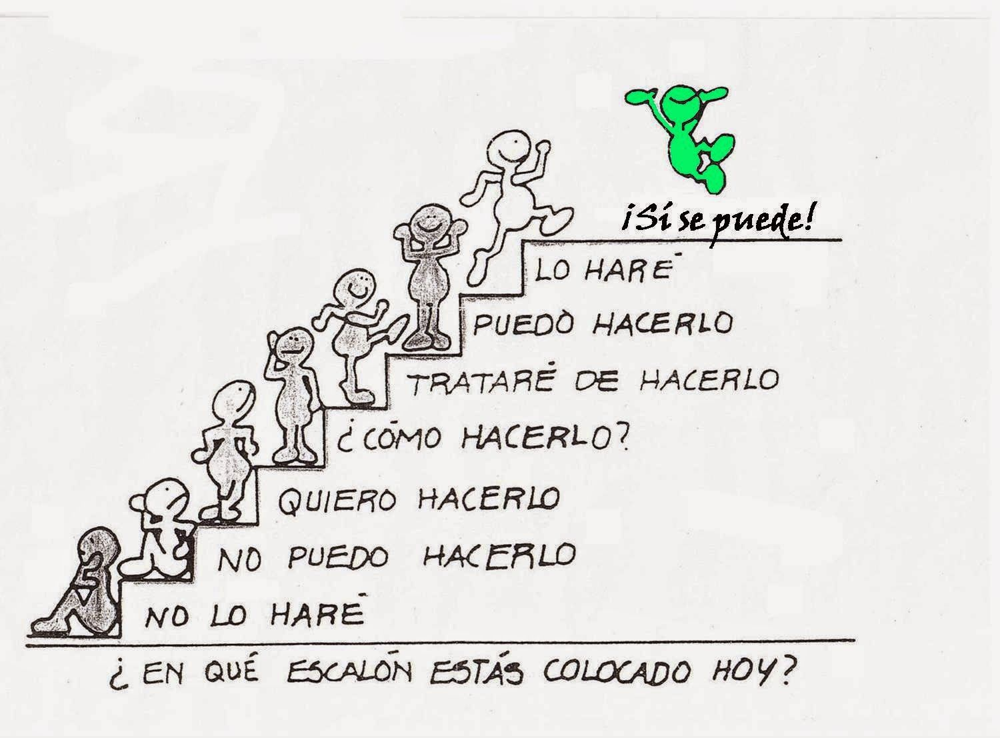 ¡Sí se puede!
LO HARÉ
PUEDO HACERLO
TRATARÉ DE HACERLO
¿CÓMO HACERLO?
QUIERO HACERLO
NO PUEDO HACERLO
NO LO HARÉ
¿EN QUÉ ESCALÓN ESTÁS COLOCADO HOY?